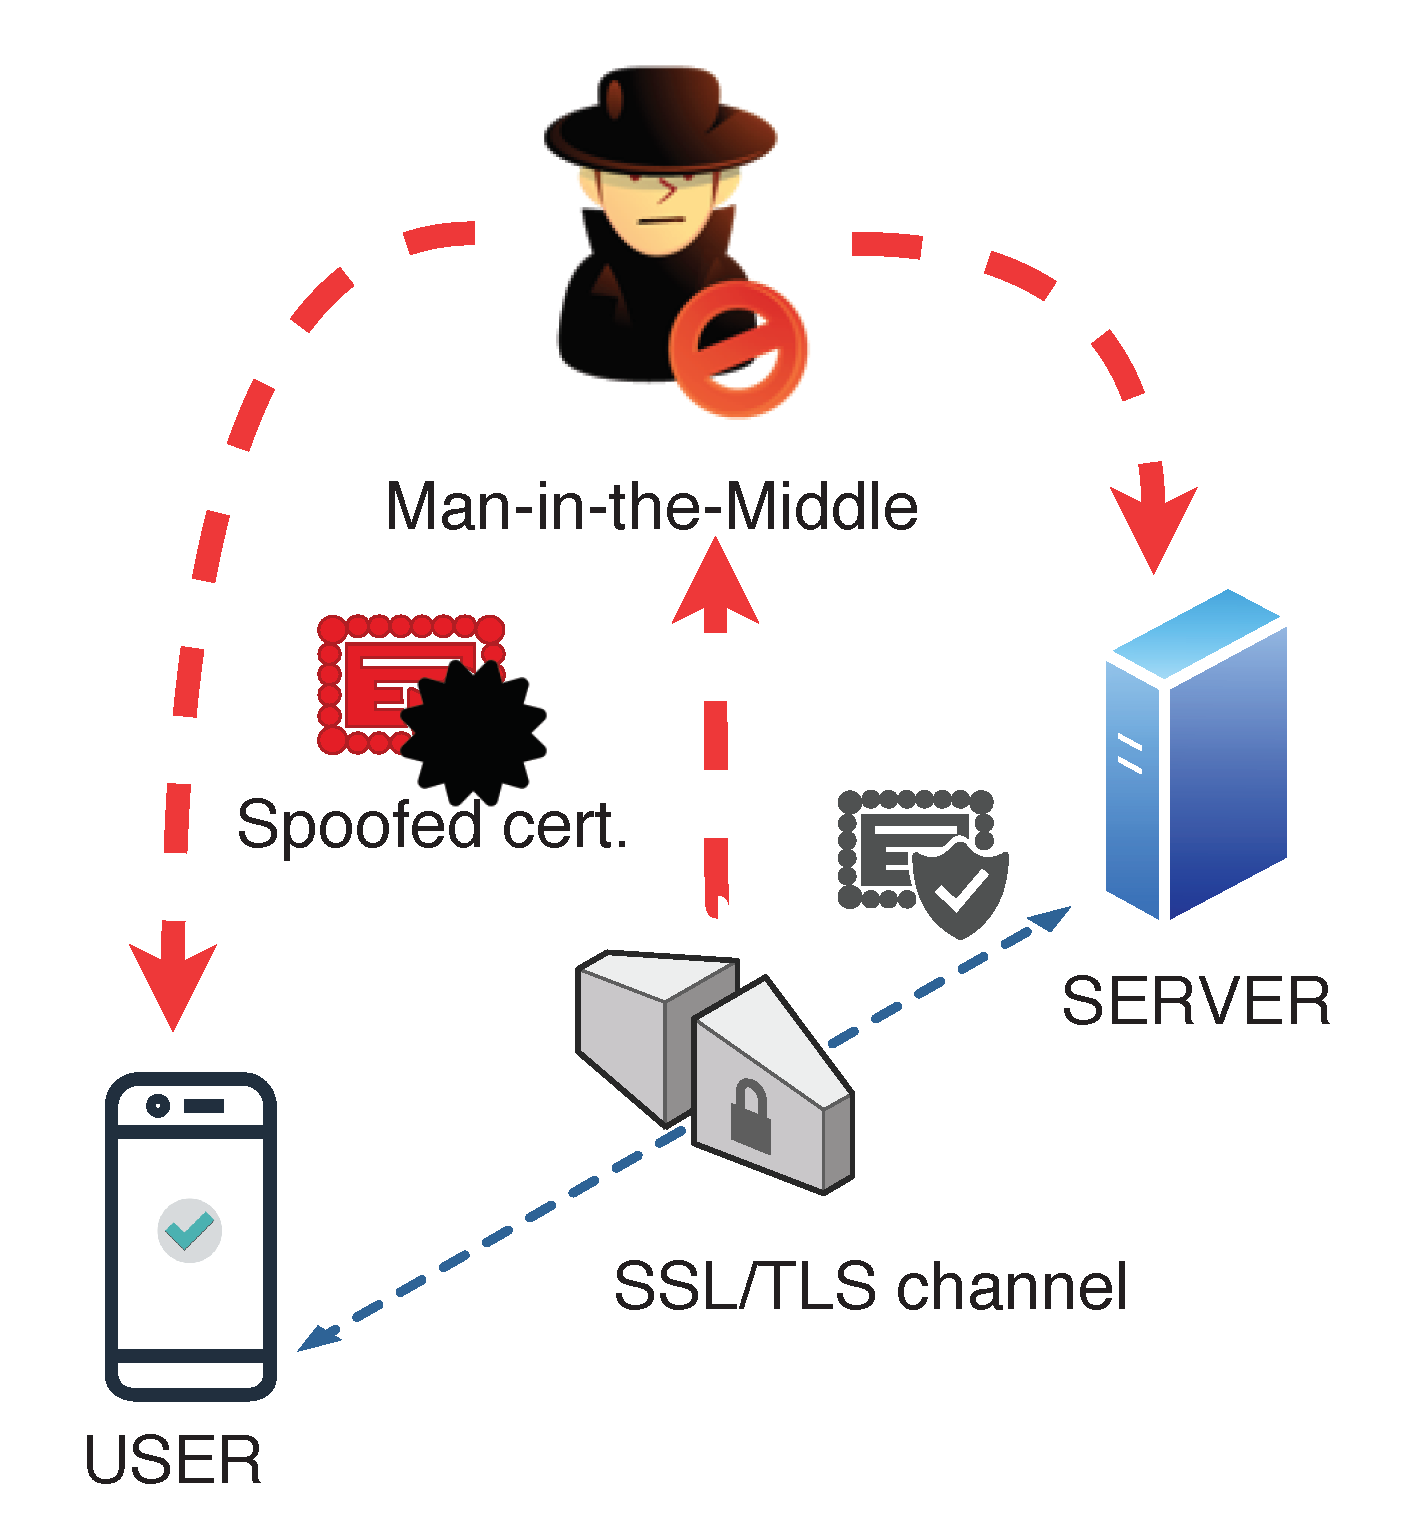 Man-in-the-Middle
Spoofed cert.
SERVER
SSL/TLS channel
USER